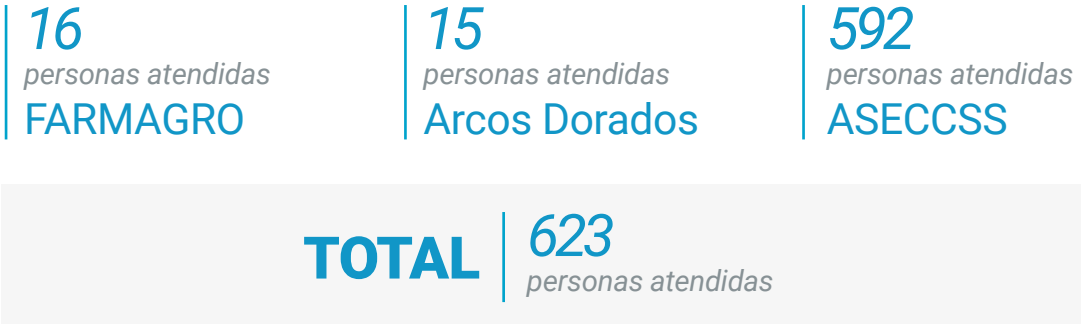 16
personas atendidas
FARMAGRO
15
personas atendidas
Arcos Dorados
592
personas atendidas
ASECCSS
TOTAL
623
personas atendidas